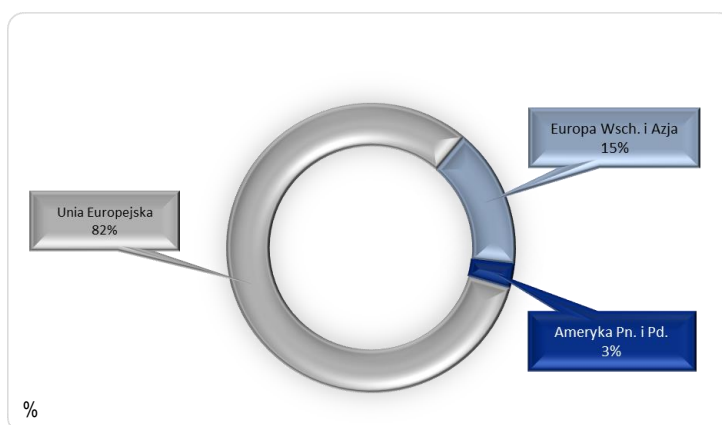 Europa Wsch. i Azja
15%
Unia Europejska
82%
Ameryka Pn. i Pd.
3%
%